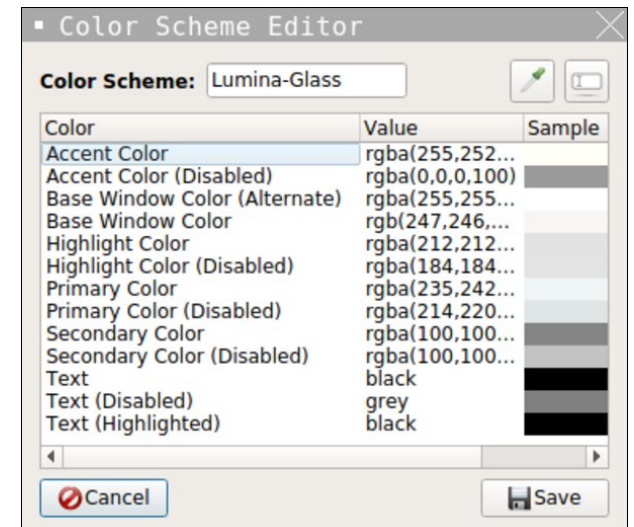 Color Scheme Editor
Color Scheme: Lumina-Glass
Color Value Sample
Accent Color rgba(255,252...
Accent Color (Disabled) rgba(0,0,0,100)
Base Window Color (Alternate) rgba(255,255...
Base Window Color rgb(247,246,...
Highlight Color rgba(212,212...
Highlight Color (Disabled) rgba(184,184...
Primary Color rgba(235,242...
Primary Color (Disabled) rgba(214,220...
Secondary Color rgba(100,100...
Secondary Color (Disabled) rgba(100,100...
Text black
Text (Disabled) grey
Text (Highlighted) black
Cancel Save